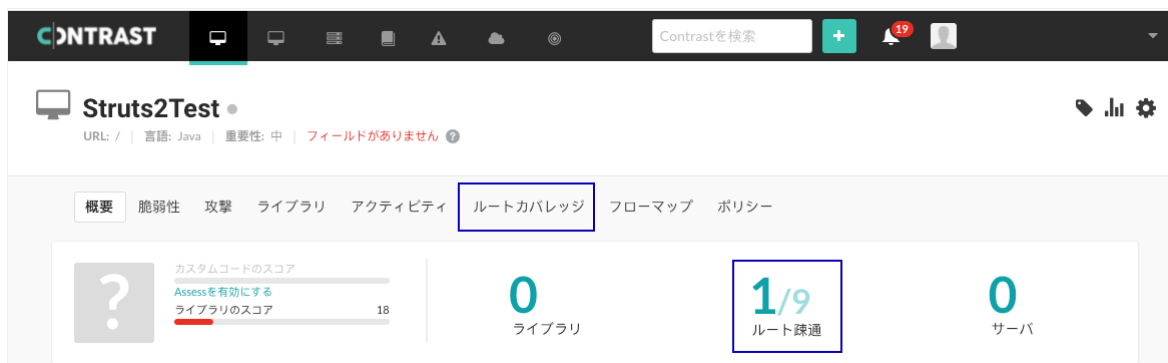 CONTRAST
Contrastを検索
+
19
Struts2Test
URL: / | 言語: Java | 重要性: 中 | フィールドがありません ?
概要 脆弱性 攻撃 ライブラリ アクティビティ ルートカバレッジ フローマップ ポリシー
?
カスタムコードのスコア
Assessを有効にする
ライブラリのスコア 18
0
ライブラリ
1/9
ルート疎通
0
サーバ